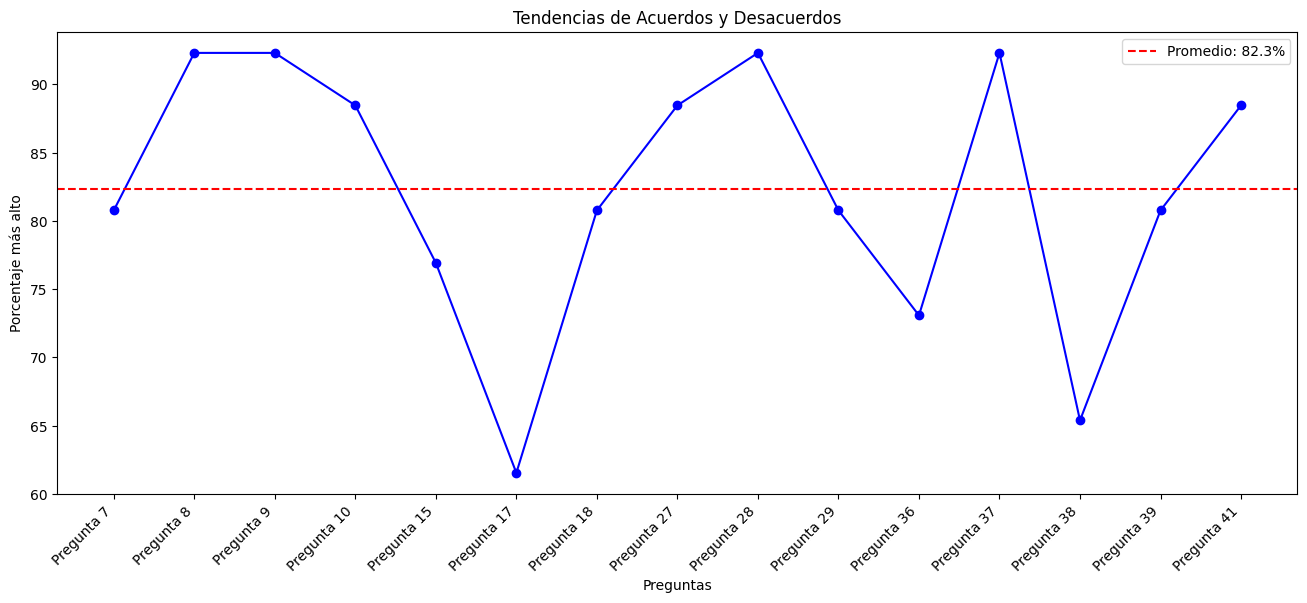 Tendencias de Acuerdos y Desacuerdos
Promedio: 82.3%
Porcentaje más alto
90
85
80
75
70
65
60
Pregunta 7
Pregunta 8
Pregunta 9
Pregunta 10
Pregunta 15
Pregunta 17
Pregunta 18
Pregunta 27
Pregunta 28
Pregunta 29
Pregunta 36
Pregunta 37
Pregunta 38
Pregunta 39
Pregunta 41
Preguntas